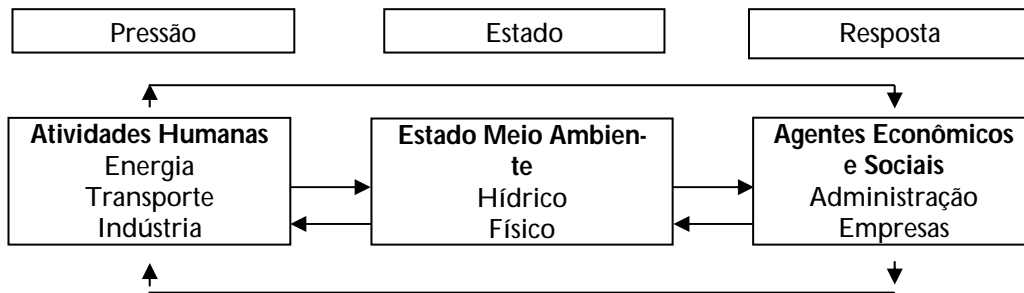 Pressão
Estado
Resposta
Atividades Humanas
Energia
Transporte
Indústria
Estado Meio Ambien-
te
Hídrico
Físico
Agentes Econômicos
e Sociais
Administração
Empresas